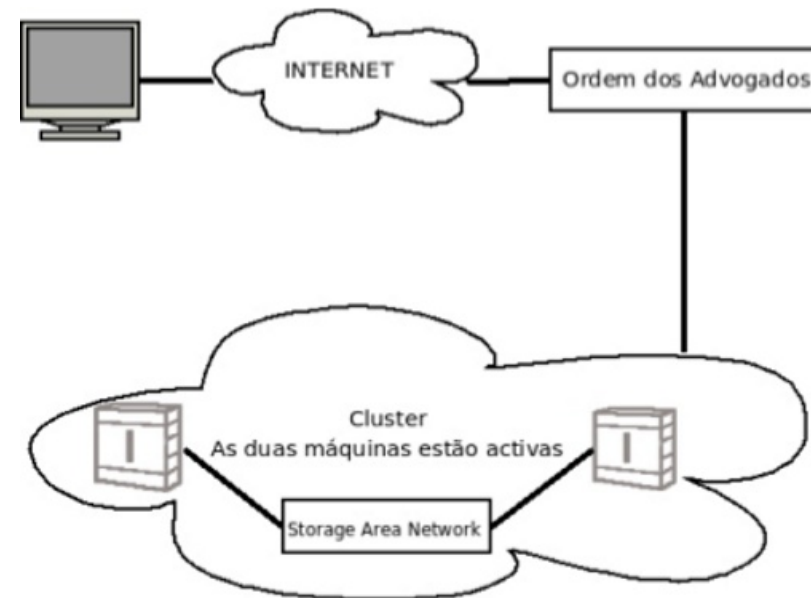 INTERNET
Ordem dos Advogados
Cluster
As duas máquinas estão activas
Storage Area Network